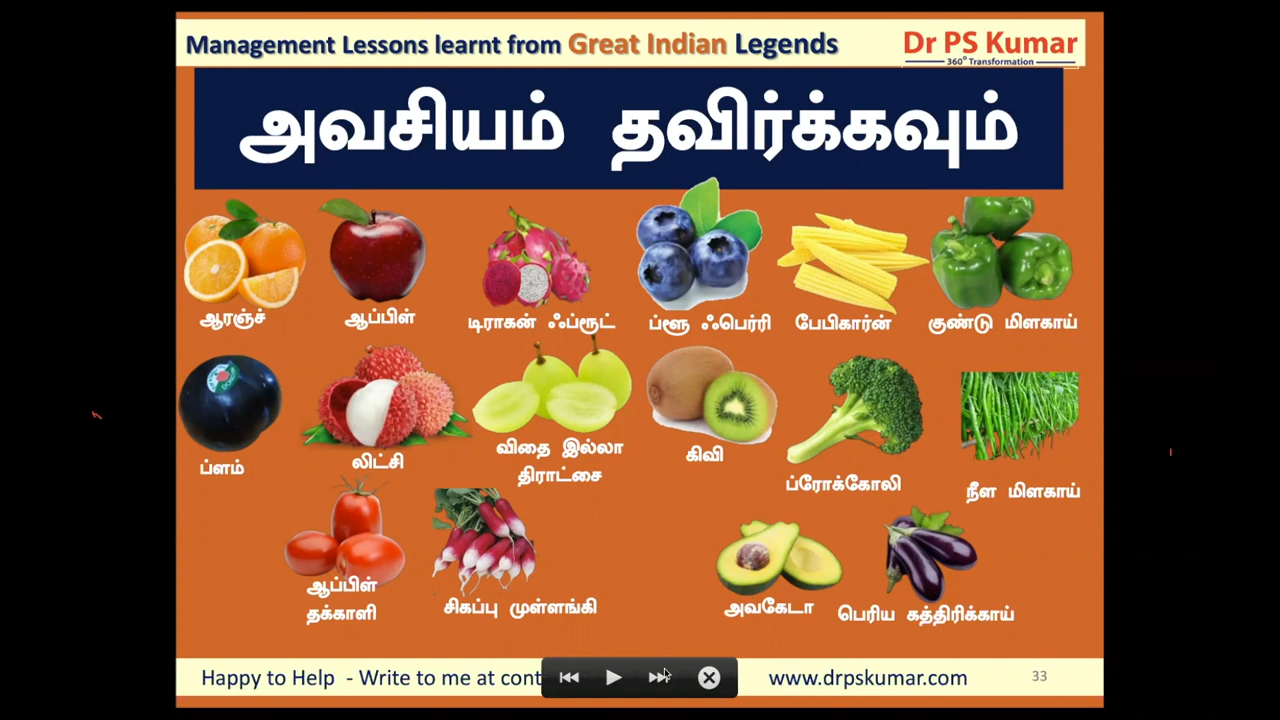 Management Lessons learnt from Great Indian Legends
Dr PS Kumar
360° Transformation
அவசியம் தவிர்க்கவும்
ஆரஞ்ச்
ஆப்பிள்
டிராகன் ஃப்ரூட்
ப்ளூ ஃபெர்ரி
பேபிகார்ன்
குண்டு மிளகாய்
ப்ளம்
லிட்சி
விதை இல்லா
திராட்சை
கிவி
ப்ரோக்கோலி
நீள மிளகாய்
ஆப்பிள்
தக்காளி
சிகப்பு முள்ளங்கி
அவகேடா
பெரிய கத்திரிக்காய்
Happy to Help - Write to me at cont
www.drpskumar.com
33